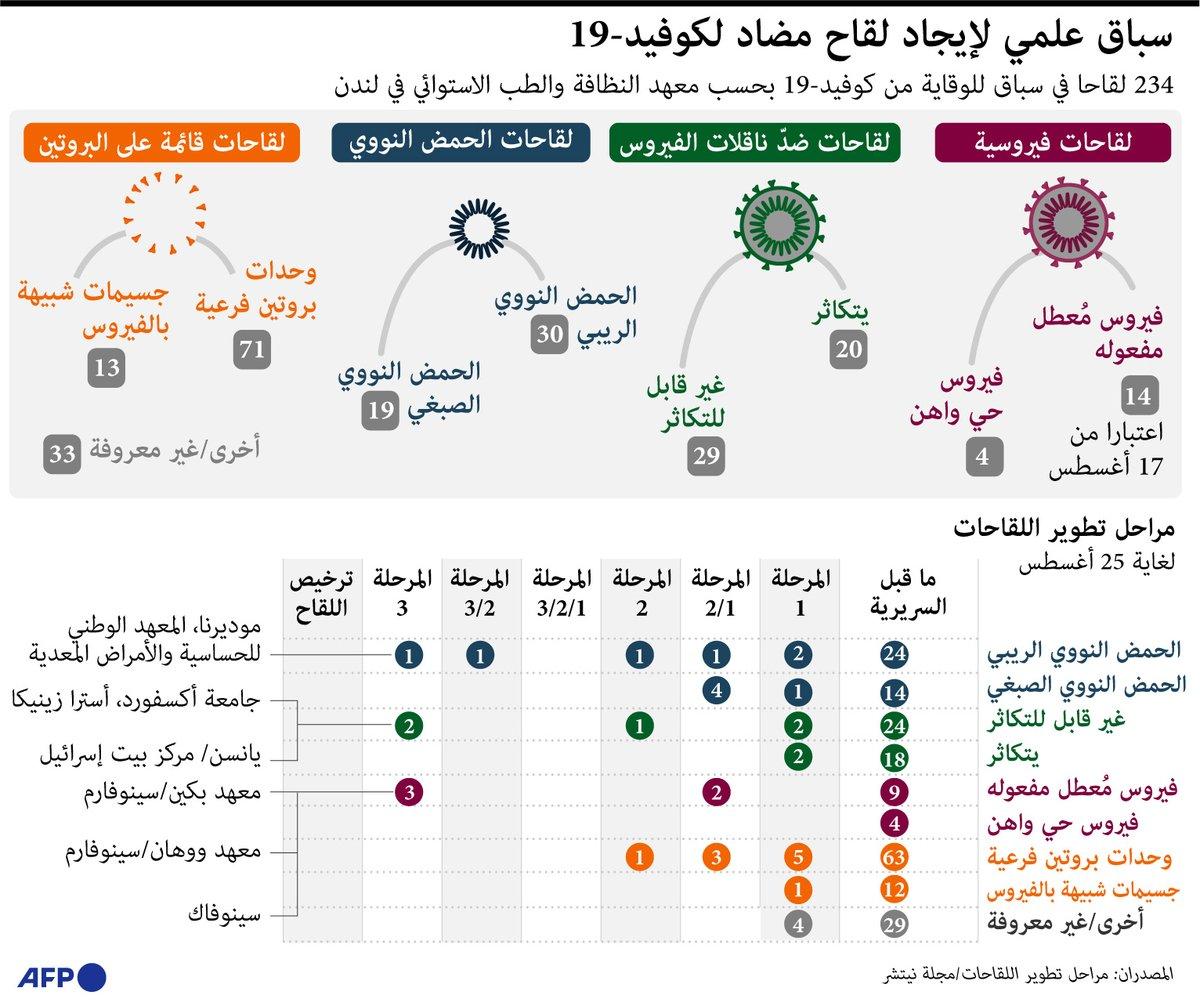 سباق علمي لإيجاد لقاح مضاد لكوفيد-19
234 لقاحا في سباق للوقاية من كوفيد-19 بحسب معهد النظافة والطب الاستوائي في لندن
لقاحات فيروسية
فيروس مُعطل
مفعوله
14
فيروس
حي واهن
4
اعتبارا من
17 أغسطس
لقاحات ضدّ ناقلات الفيروس
يتكاثر
20
غير قابل
للتكاثر
29
لقاحات الحمض النووي
الحمض النووي
الريبي 30
الحمض النووي
الصبغي 19
لقاحات قائمة على البروتين
وحدات
بروتين فرعية
71
جسيمات شبيهة
بالفيروس
13
أخرى/غير معروفة 33
مراحل تطوير اللقاحات
لغاية 25 أغسطس
ما قبل السريرية
المرحلة 1
المرحلة 2/1
المرحلة 2
المرحلة 3/2/1
المرحلة 3/2
المرحلة 3
ترخيص اللقاح
الحمض النووي الريبي 24 2 1 1 1 1
الحمض النووي الصبغي 14 1 4
غير قابل للتكاثر 24 2 1 2
يتكاثر 18 2
فيروس مُعطل مفعوله 9 2 3
فيروس حي واهن 4
وحدات بروتين فرعية 63 5 3 1
جسيمات شبيهة بالفيروس 12 1
أخرى/غير معروفة 29 4
موديرنا، المعهد الوطني
للحساسية والأمراض المعدية
جامعة أكسفورد، أسترا زينيكا
يانسن/ مركز بيت إسرائيل
معهد بكين/سينوفارم
معهد ووهان/سينوفارم
سينوفاك
المصدران: مراحل تطوير اللقاحات/مجلة نيتشر
AFP